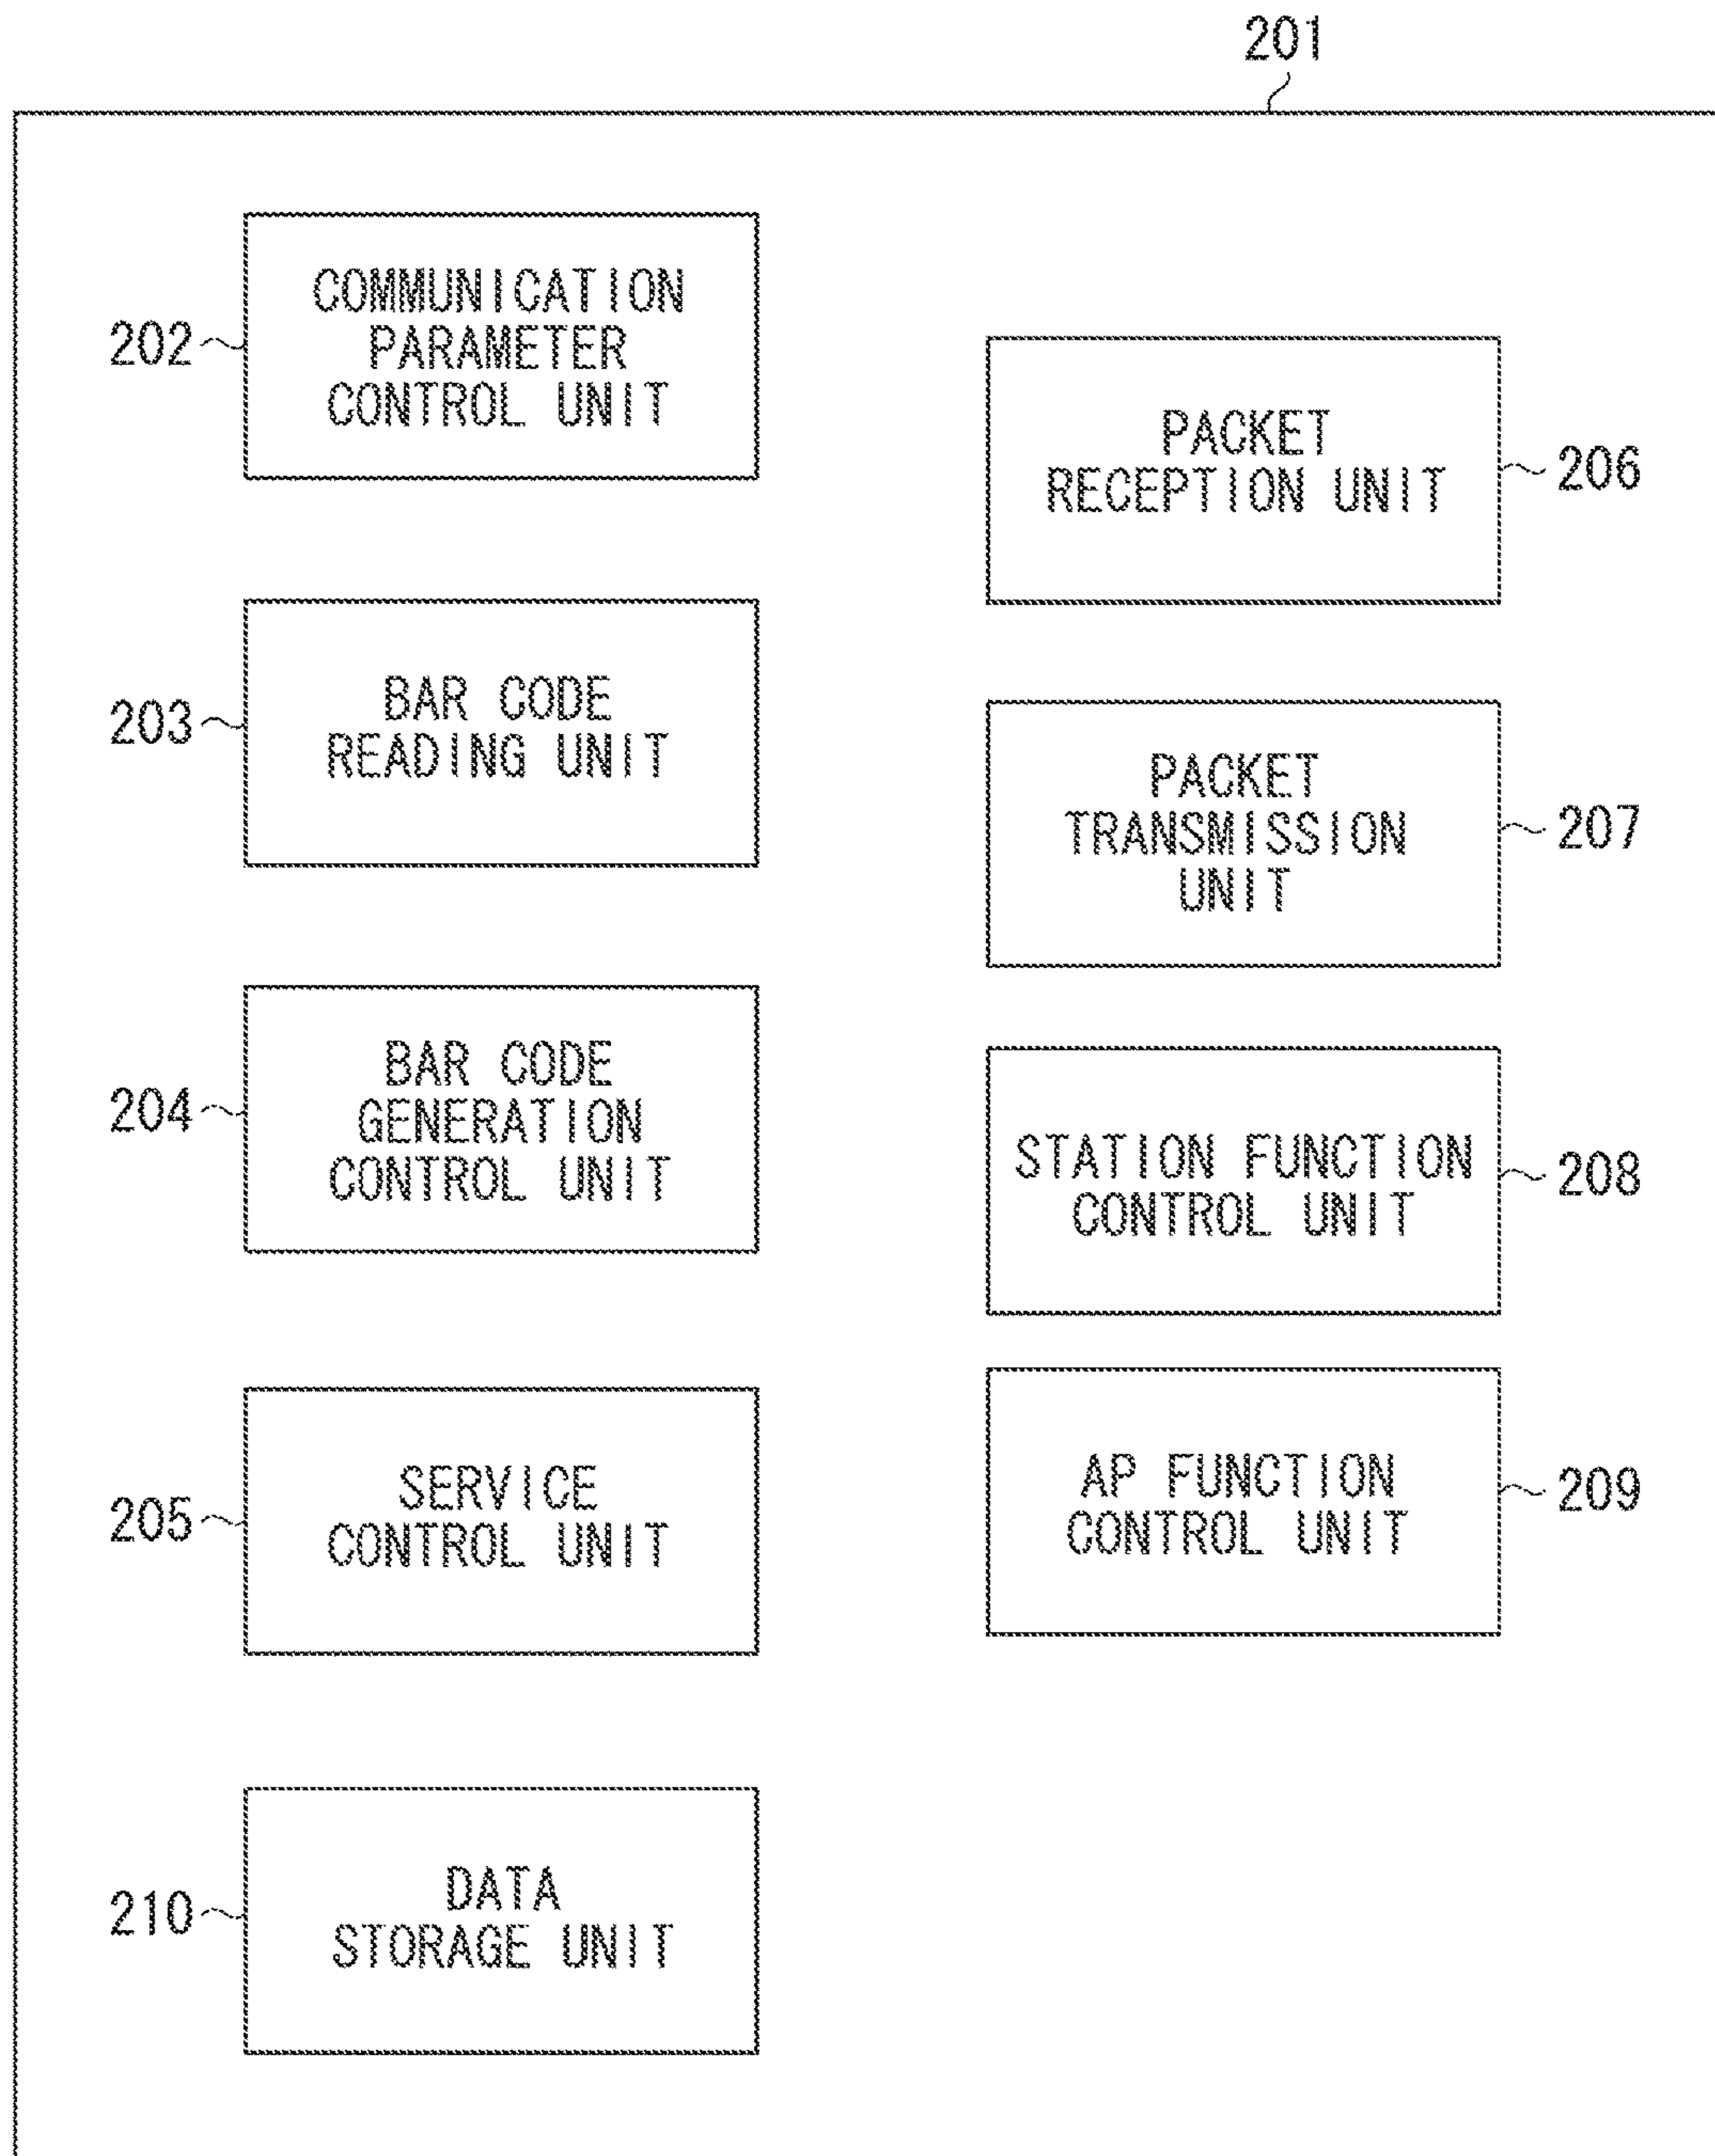 201
202
COMMUNICATION
PARAMETER
CONTROL UNIT
203
BAR CODE
READING UNIT
204
BAR CODE
GENERATION
CONTROL UNIT
205
SERVICE
CONTROL UNIT
210
DATA
STORAGE UNIT
PACKET
RECEPTION UNIT
206
PACKET
TRANSMISSION
UNIT
207
STATION FUNCTION
CONTROL UNIT
208
AP FUNCTION
CONTROL UNIT
209